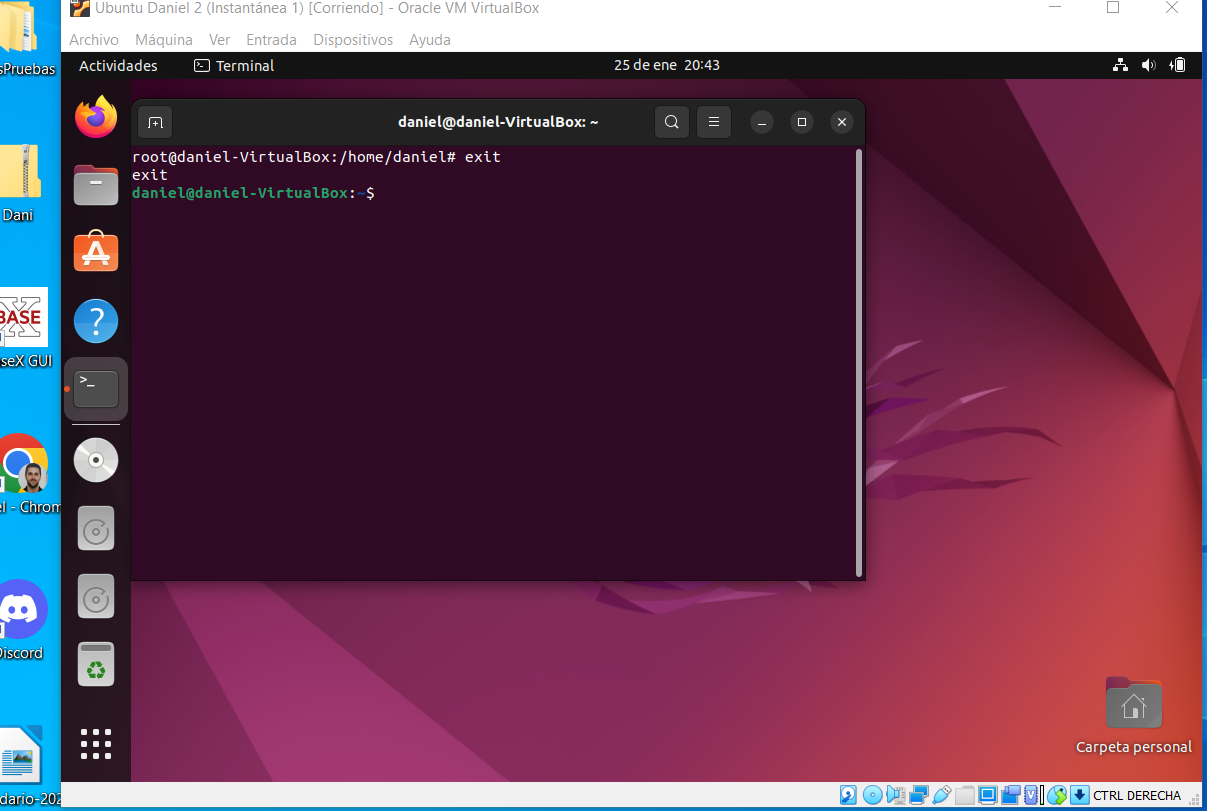 Ubuntu Daniel 2 (Instantánea 1) [Corriendo] - Oracle VM VirtualBox
Archivo Máquina Ver Entrada Dispositivos Ayuda
Actividades Terminal 25 de ene 20:43
daniel@daniel-VirtualBox: ~
root@daniel-VirtualBox:/home/daniel# exit
exit
daniel@daniel-VirtualBox:~$
sPruebas
Dani
BASE
seX GUI
el - Chrom
Discord
dario-202
Carpeta personal
CTRL DERECHA